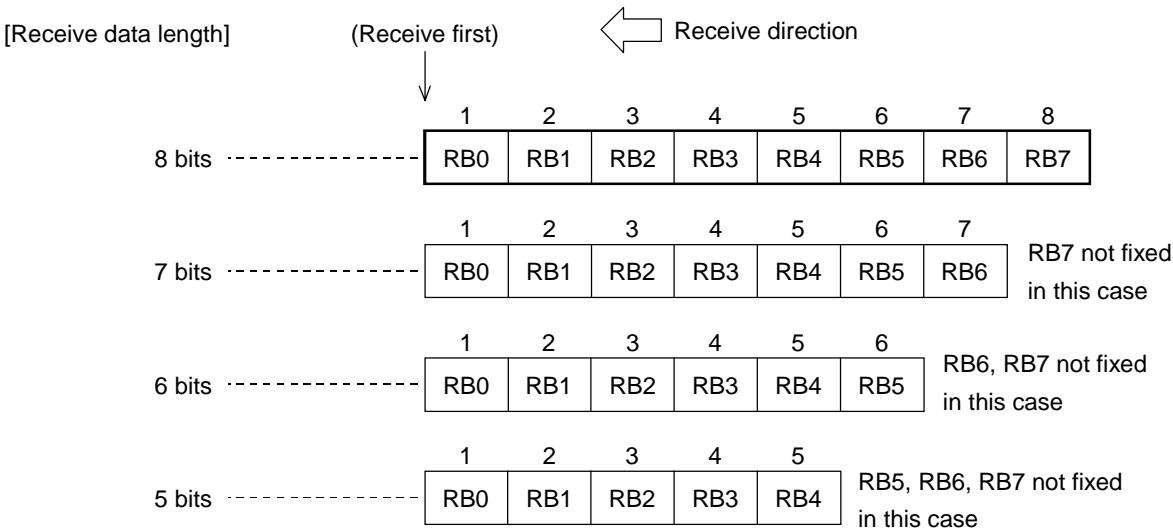 [Receive data length] (Receive first) Receive direction
1 2 3 4 5 6 7 8
8 bits RB0 RB1 RB2 RB3 RB4 RB5 RB6 RB7
1 2 3 4 5 6 7
7 bits RB0 RB1 RB2 RB3 RB4 RB5 RB6 RB7 not fixed
in this case
1 2 3 4 5 6
6 bits RB0 RB1 RB2 RB3 RB4 RB5 RB6, RB7 not fixed
in this case
1 2 3 4 5
5 bits RB0 RB1 RB2 RB3 RB4 RB5, RB6, RB7 not fixed
in this case